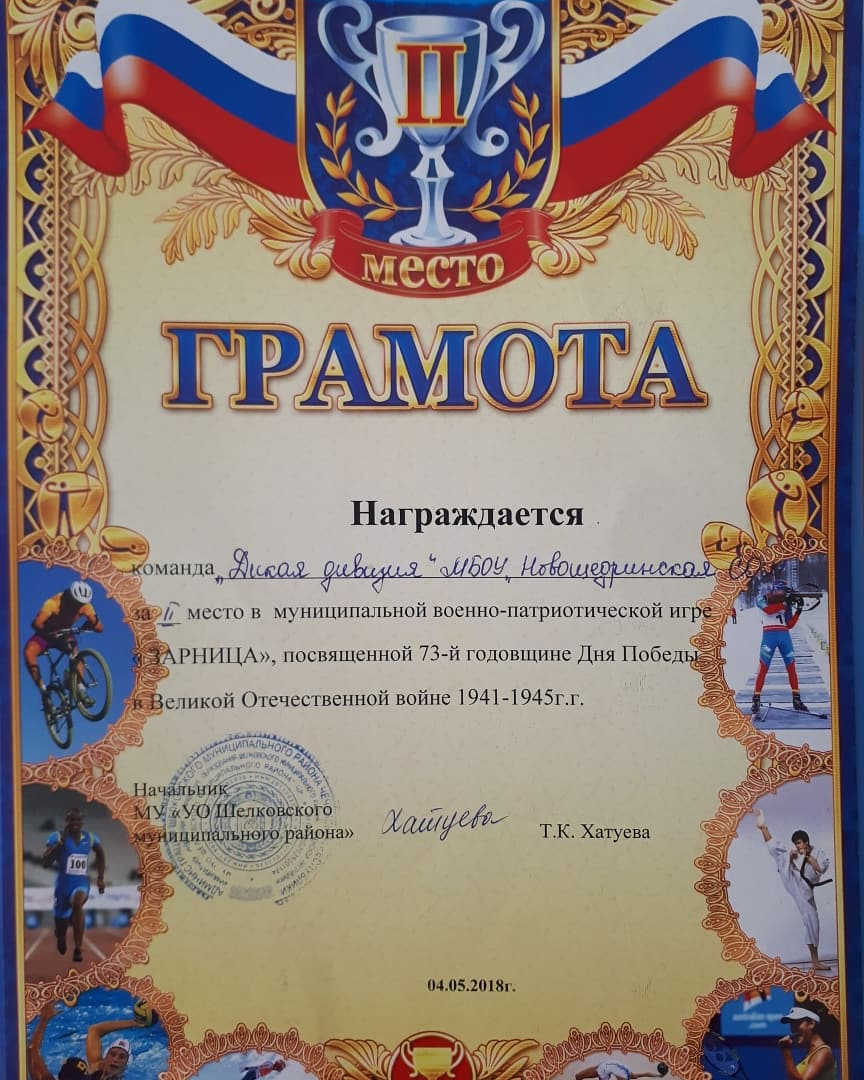 II
место
ГРАМОТА
Награждается
команда „Дикая дивизия" МБОУ „Новощедринская СОШ
за II место в муниципальной военно-патриотической игре
« ЗАРНИЦА», посвященной 73-й годовщине Дня Победы
в Великой Отечественной войне 1941-1945г.г.
Начальник
МУ «УО Шелковского
муниципального района»
Хатуева
Т.К. Хатуева
04.05.2018г.
100